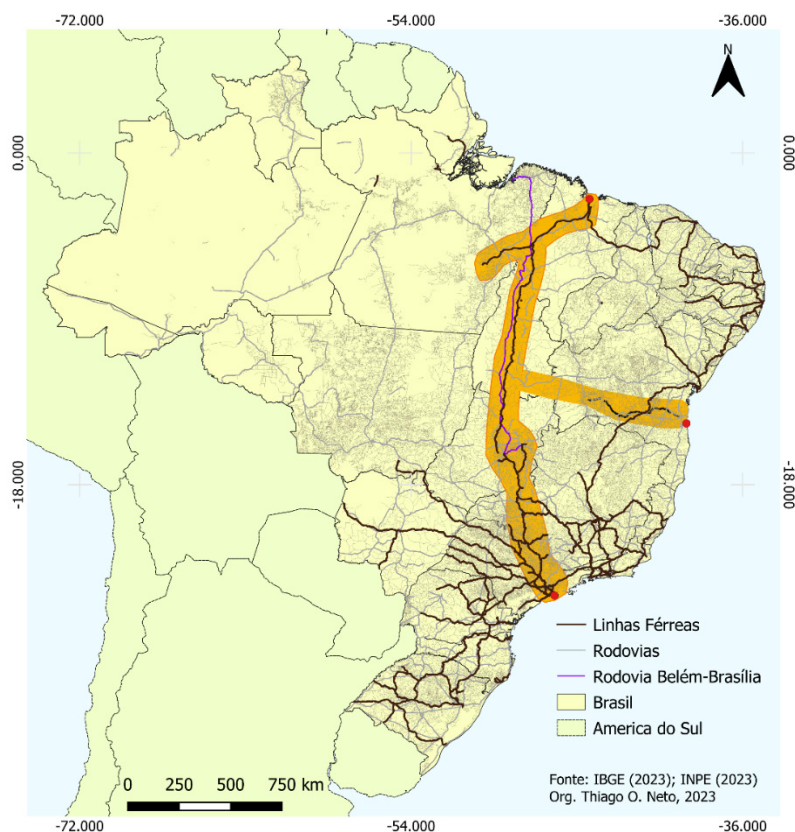 -72.000 -54.000 -36.000
N
0.000 0.000
-18.000 -18.000
Linhas Férreas
Rodovias
Rodovia Belém-Brasília
Brasil
America do Sul
0 250 500 750 km
Fonte: IBGE (2023); INPE (2023)
Org. Thiago O. Neto, 2023
-72.000 -54.000 -36.000